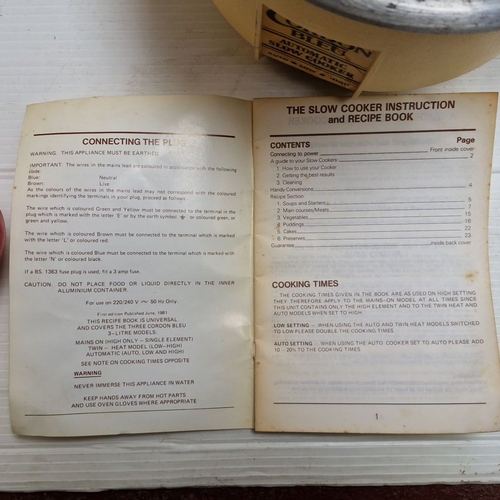 CORDON
BLEU
AUTOMATIC
SLOW COOKER
CONNECTING THE PLUG
WARNING. THIS APPLIANCE MUST BE EARTHED
IMPORTANT: The wires in the mains lead are coloured in accordance with the following
code:
Blue: Neutral
Brown: Live
As the colours of the wires in the mains lead may not correspond with the coloured
markings identifying the terminals in your plug, proceed as follows:
The wire which is coloured Green and Yellow must be connected to the terminal in the
plug which is marked with the letter 'E' or by the earth symbol or coloured green, or
green and yellow.
The wire which is coloured Brown must be connected to the terminal which is marked
with the letter 'L' or coloured red.
The wire which is coloured Blue must be connected to the terminal which is marked
with the letter 'N' or coloured black.
If a BS. 1363 fuse plug is used, fit a 3 amp fuse.
CAUTION. DO NOT PLACE FOOD OR LIQUID DIRECTLY IN THE INNER
ALUMINIUM CONTAINER.
For use on 220/240 V ~ 50 Hz Only.
First edition Published June, 1981
THIS RECIPE BOOK IS UNIVERSAL
AND COVERS THE THREE CORDON BLEU
3-LITRE MODELS.
MAINS ON (HIGH ONLY - SINGLE ELEMENT)
TWIN - HEAT MODEL (LOW-HIGH)
AUTOMATIC (AUTO, LOW AND HIGH)
SEE NOTE ON COOKING TIMES OPPOSITE
WARNING
NEVER IMMERSE THIS APPLIANCE IN WATER
KEEP HANDS AWAY FROM HOT PARTS
AND USE OVEN GLOVES WHERE APPROPRIATE
THE SLOW COOKER INSTRUCTION
and RECIPE BOOK
CONTENTS Page
Connecting to power Front inside cover
A guide to your Slow Cookers 2
1. How to use your Cooker
2. Getting the best results
3. Cleaning
Handy Conversions 4
Recipe Section
1. Soups and Starters 5
2. Main courses/Meats 7
3. Vegetables 15
4. Puddings 18
5. Cakes 22
6. Preserves 23
Guarantee inside back cover
COOKING TIMES
THE COOKING TIMES GIVEN IN THE BOOK ARE AS USED ON HIGH SETTING
THEY THEREFORE APPLY TO THE MAINS-ON MODEL AT ALL TIMES SINCE
THIS UNIT CONTAINS ONLY THE HIGH ELEMENT AND TO THE TWIN HEAT AND
AUTO MODELS WHEN SET TO HIGH
LOW SETTING - WHEN USING THE AUTO AND TWIN HEAT MODELS SWITCHED
TO LOW PLEASE DOUBLE THE COOKING TIMES.
AUTO SETTING - WHEN USING THE AUTO COOKER SET TO AUTO PLEASE ADD
10 - 20% TO THE COOKING TIMES
1